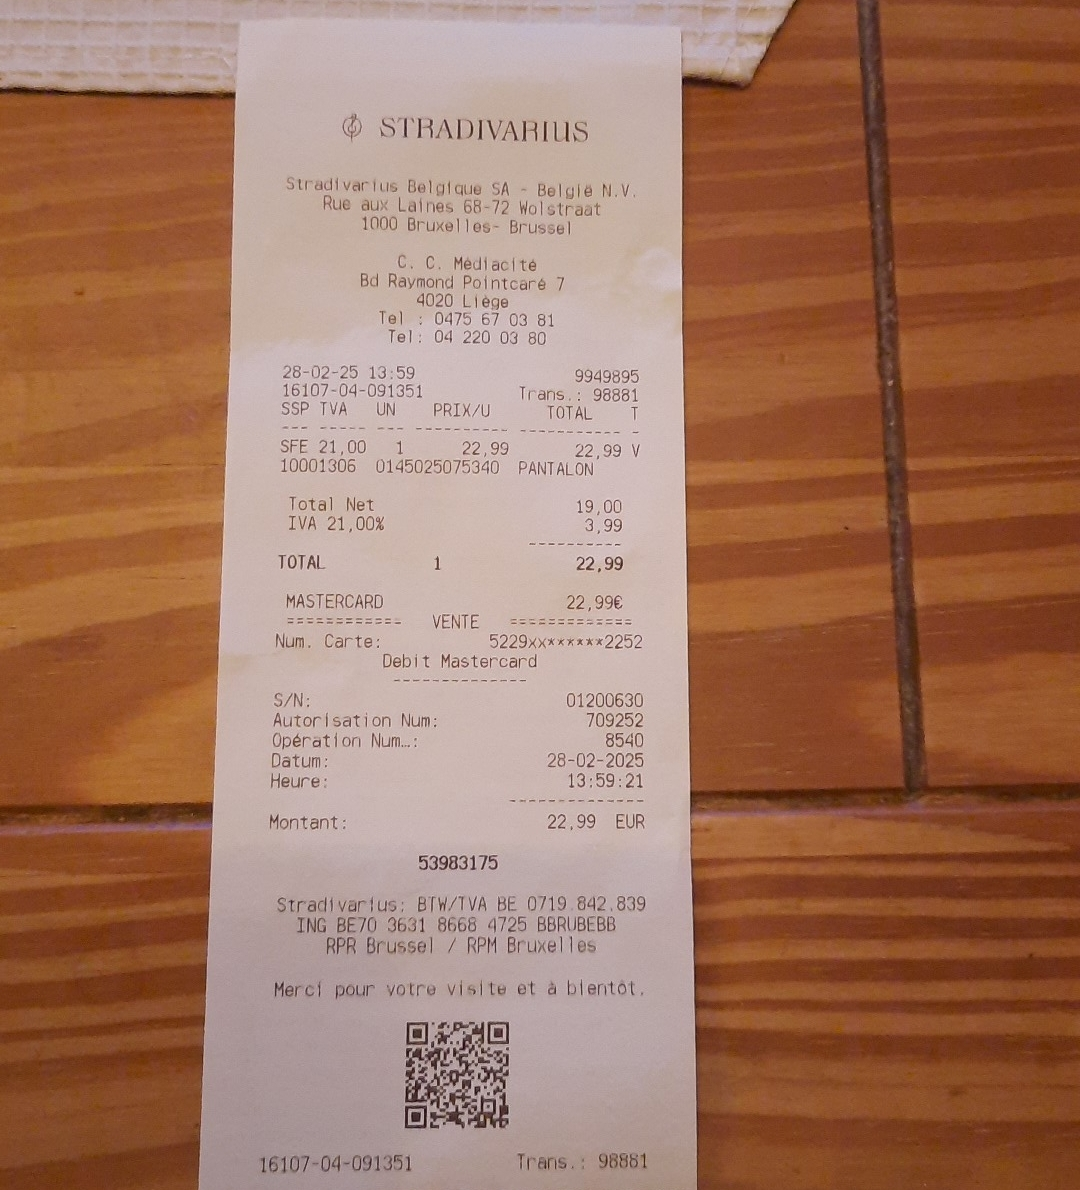 STRADIVARIUS
Stradivarius Belgique SA - België N.V.
Rue aux Laines 68-72 Wolstraat
1000 Bruxelles- Brussel
C. C. Médiacité
Bd Raymond Pointcaré 7
4020 Liège
Tel : 0475 67 03 81
Tel: 04 220 03 80
28-02-25 13:59 9949895
16107-04-091351 Trans.: 98881
SSP TVA UN PRIX/U TOTAL T
--- ----- --- ---------- ----------- -
SFE 21,00 1 22,99 22,99 V
10001306 0145025075340 PANTALON
Total Net 19,00
IVA 21,00% 3,99
----------
TOTAL 1 22,99
MASTERCARD 22,99€
============ VENTE =============
Num. Carte: 5229xx******2252
Debit Mastercard
--------------
S/N: 01200630
Autorisation Num: 709252
Opération Num…: 8540
Datum: 28-02-2025
Heure: 13:59:21
--------------
Montant: 22,99 EUR
53983175
Stradivarius: BTW/TVA BE 0719.842.839
ING BE70 3631 8668 4725 BBRUBEBB
RPR Brussel / RPM Bruxelles
Merci pour votre visite et à bientôt.
16107-04-091351 Trans.: 98881